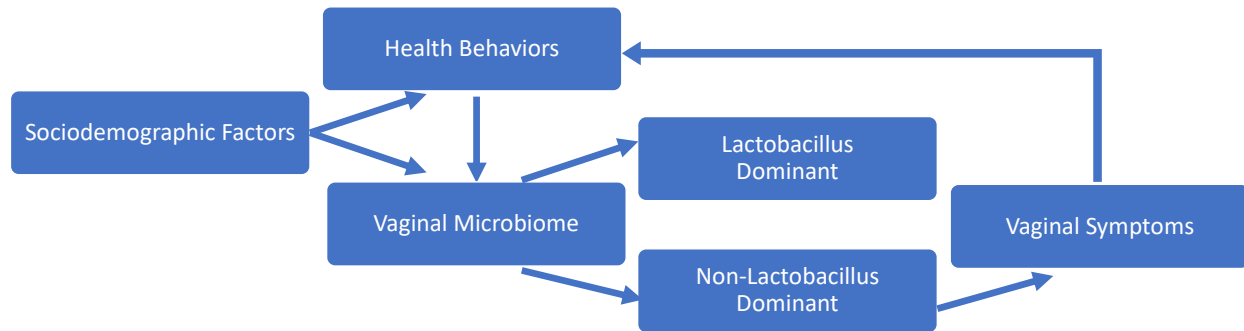 Health Behaviors
Sociodemographic Factors
Lactobacillus
Dominant
Vaginal Microbiome
Vaginal Symptoms
Non-Lactobacillus
Dominant